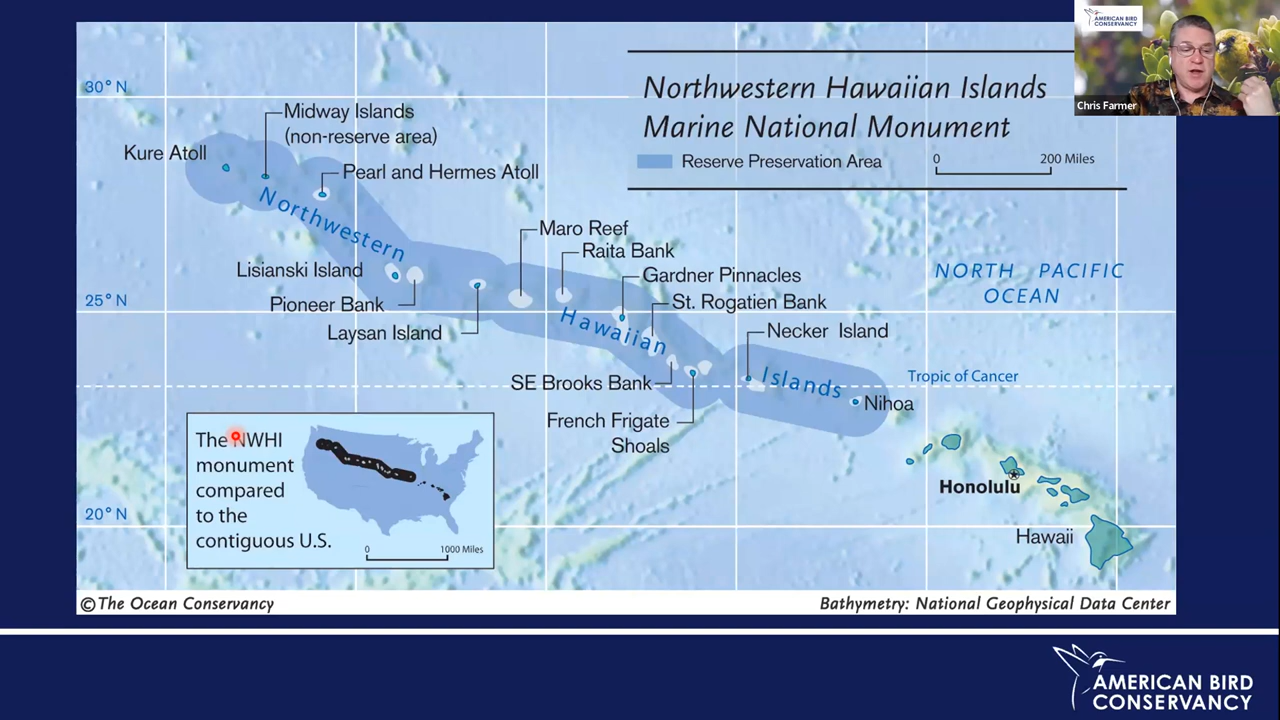 AMERICAN BIRD
CONSERVANCY
Chris Farmer
Northwestern Hawaiian Islands
Marine National Monument
Reserve Preservation Area
0 200 Miles
30° N
25° N
20° N
Kure Atoll
Midway Islands
(non-reserve area)
Pearl and Hermes Atoll
Northwestern
Hawaiian
Islands
Lisianski Island
Pioneer Bank
Laysan Island
Maro Reef
Raita Bank
Gardner Pinnacles
St. Rogatien Bank
Necker Island
SE Brooks Bank
French Frigate
Shoals
Nihoa
NORTH PACIFIC
OCEAN
Tropic of Cancer
Honolulu
Hawaii
The NWHI
monument
compared
to the
contiguous U.S.
0 1000 Miles
©The Ocean Conservancy
Bathymetry: National Geophysical Data Center
AMERICAN BIRD
CONSERVANCY